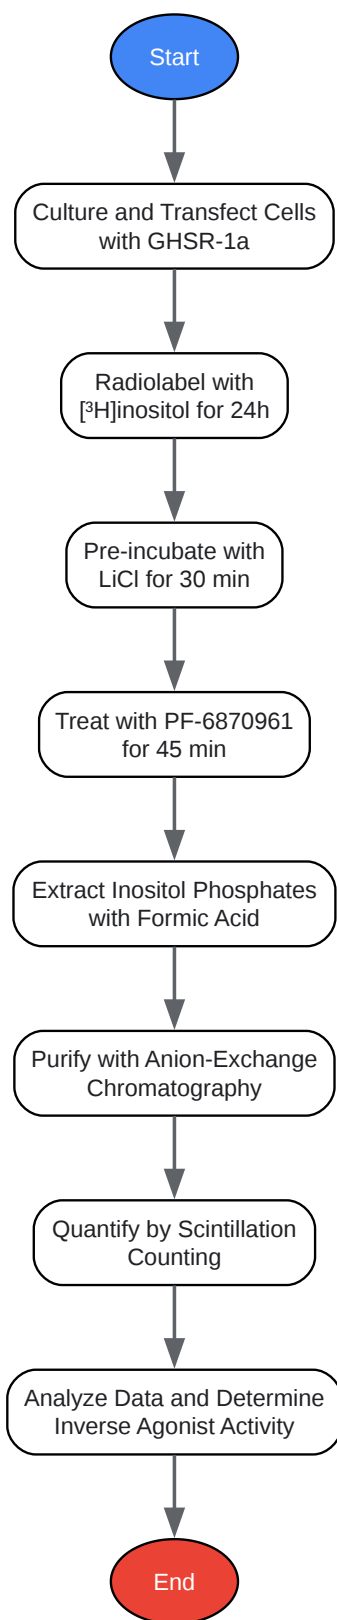 Start
Culture and Transfect Cells
with GHSR-1a
Radiolabel with
[³H]inositol for 24h
Pre-incubate with
LiCl for 30 min
Treat with PF-6870961
for 45 min
Extract Inositol Phosphates
with Formic Acid
Purify with Anion-Exchange
Chromatography
Quantify by Scintillation
Counting
Analyze Data and Determine
Inverse Agonist Activity
End